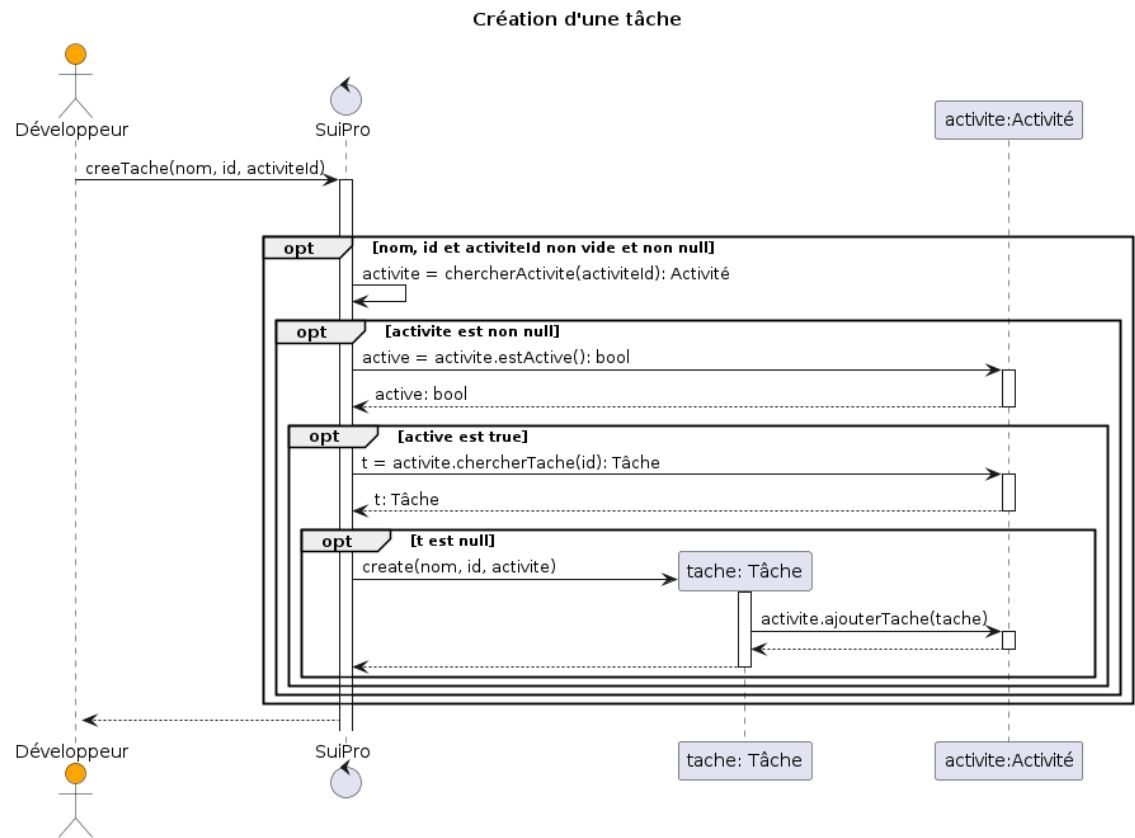 Création d'une tâche
Développeur
SuiPro
activite:Activité
creeTache(nom, id, activiteId)
opt [nom, id et activiteId non vide et non null]
activite = chercherActivite(activiteId): Activité
opt [activite est non null]
active = activite.estActive(): bool
active: bool
opt [active est true]
t = activite.chercherTache(id): Tâche
t: Tâche
opt [t est null]
create(nom, id, activite)
tache: Tâche
activite.ajouterTache(tache)
Développeur
SuiPro
tache: Tâche
activite:Activité